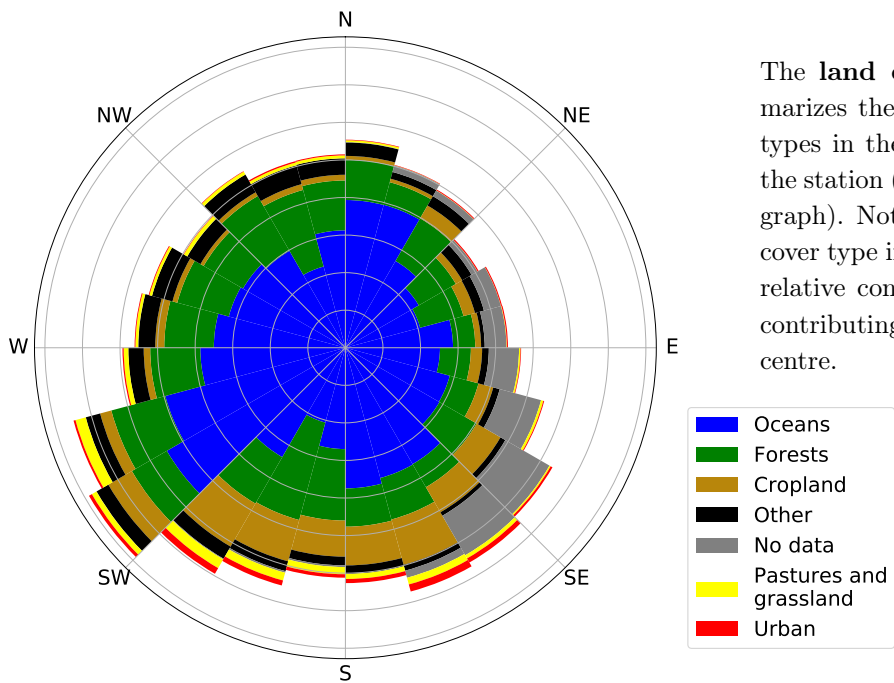 N
NW
NE
W
E
SW
SE
S
The land
marizes the
types in the
the station
graph). Not
cover type
relative con
contributing
centre.
Oceans
Forests
Cropland
Other
No data
Pastures and
grassland
Urban